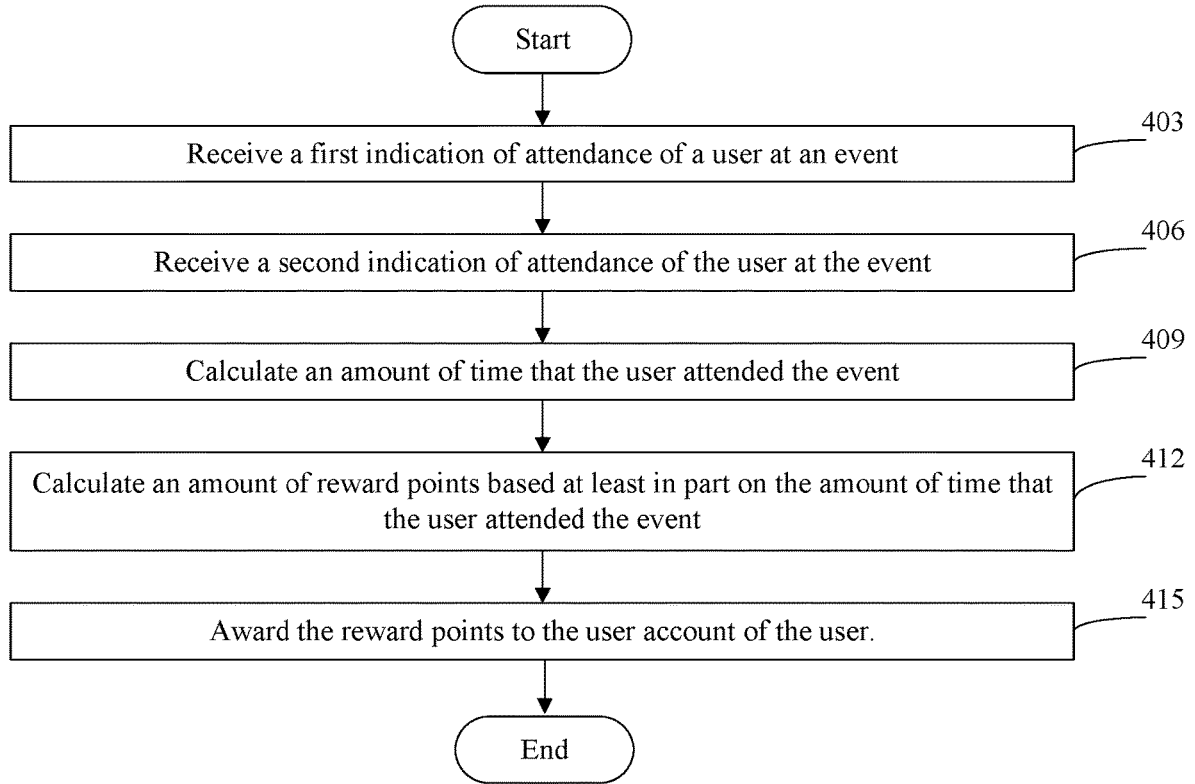 Start
403
Receive a first indication of attendance of a user at an event
406
Receive a second indication of attendance of the user at the event
409
Calculate an amount of time that the user attended the event
412
Calculate an amount of reward points based at least in part on the amount of time that
the user attended the event
415
Award the reward points to the user account of the user.
End